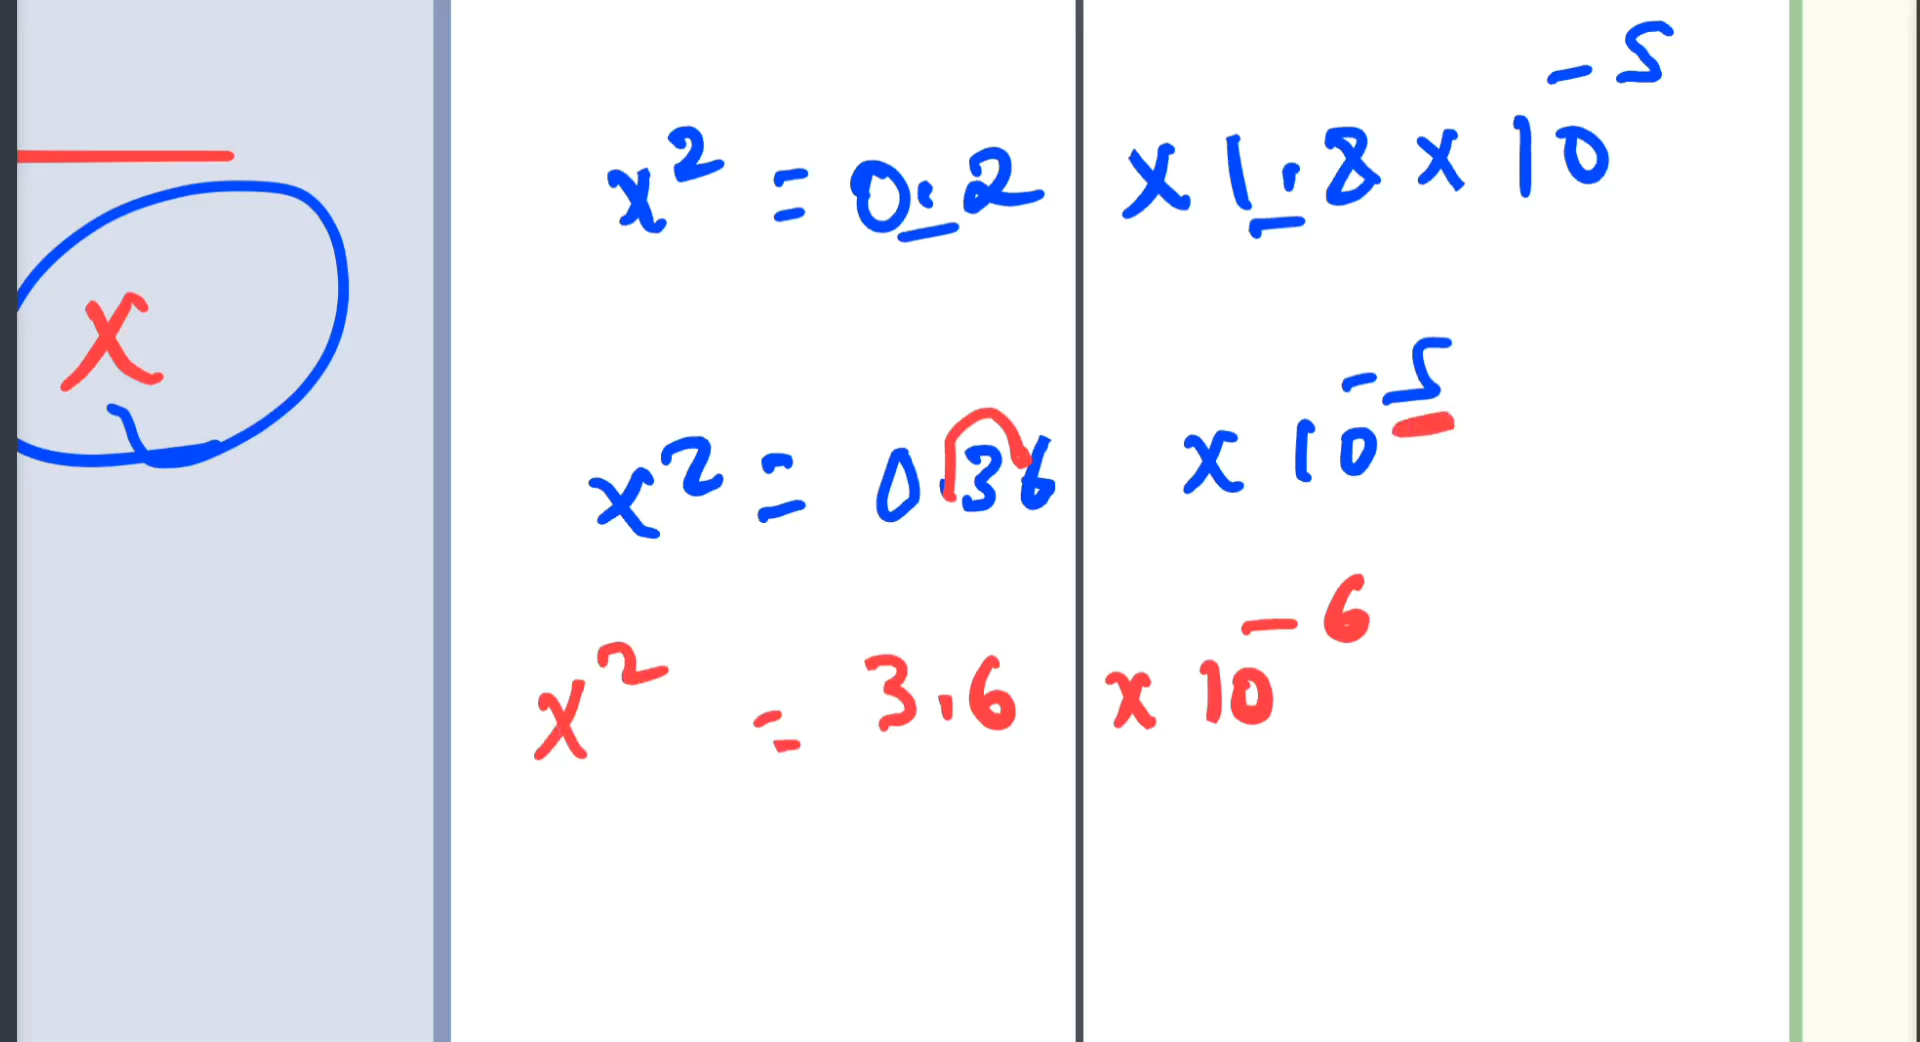 x² = 0.2 x 1.8 x 10⁻⁵
x
x² = 0.36 x 10⁻⁵
x² = 3.6 x 10⁻⁶